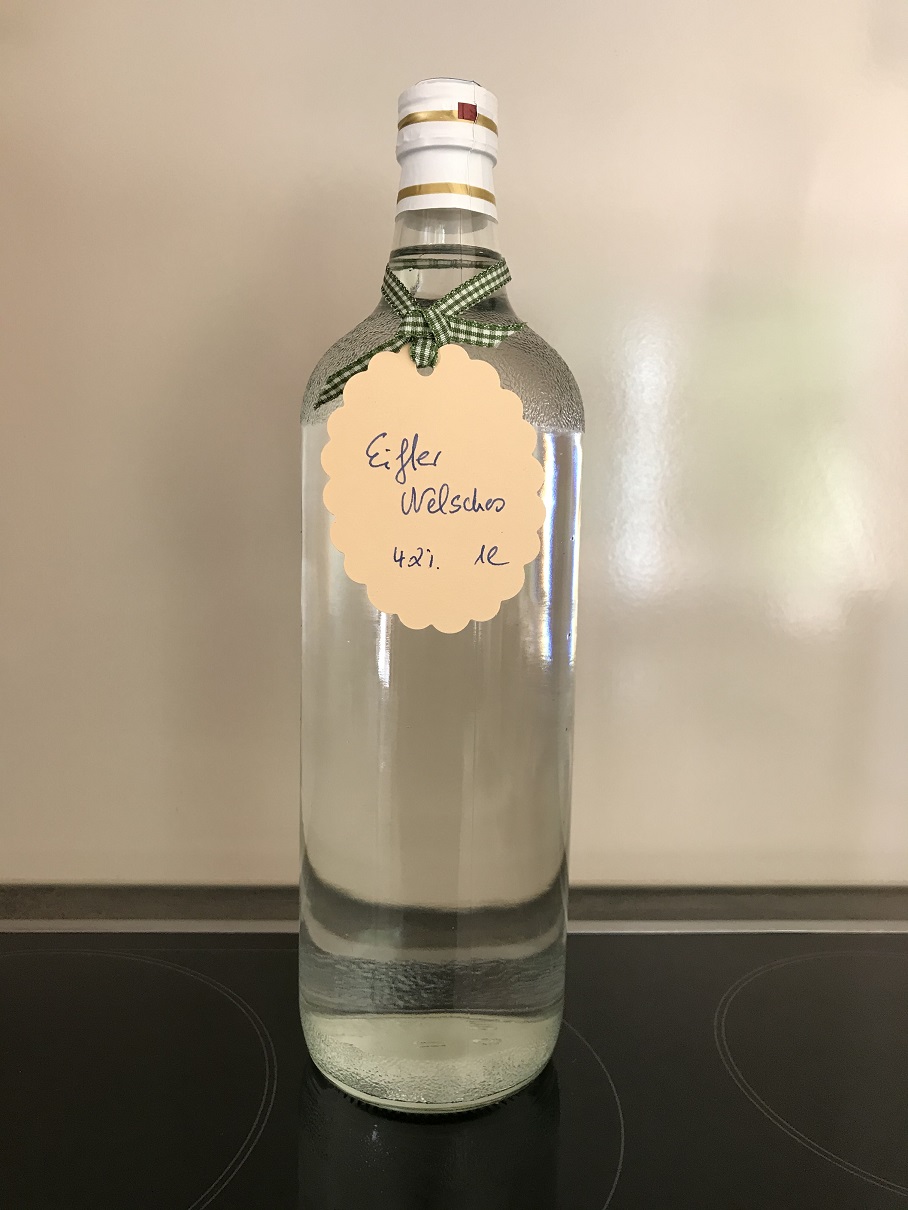 Eifler
Welsches
42%. 1l